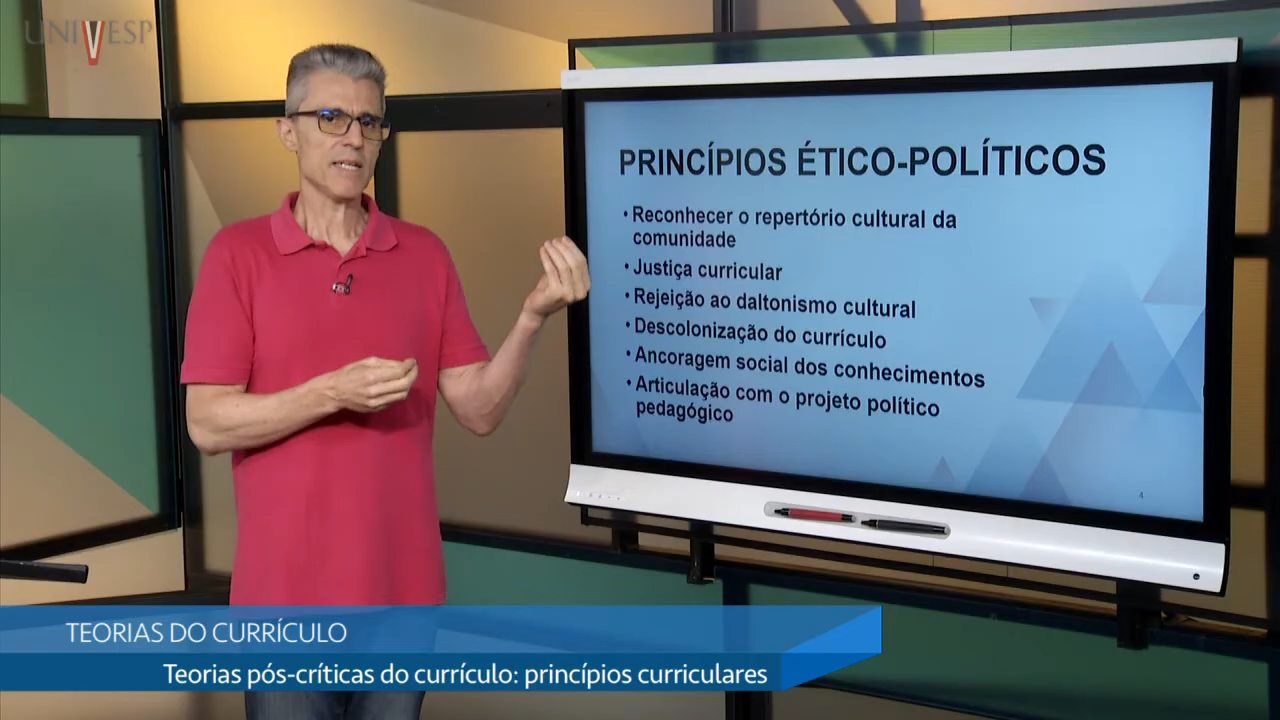 UNIVESP
PRINCÍPIOS ÉTICO-POLÍTICOS
• Reconhecer o repertório cultural da
comunidade
• Justiça curricular
• Rejeição ao daltonismo cultural
• Descolonização do currículo
• Ancoragem social dos conhecimentos
• Articulação com o projeto político
pedagógico
4
TEORIAS DO CURRÍCULO
Teorias pós-críticas do currículo: princípios curriculares